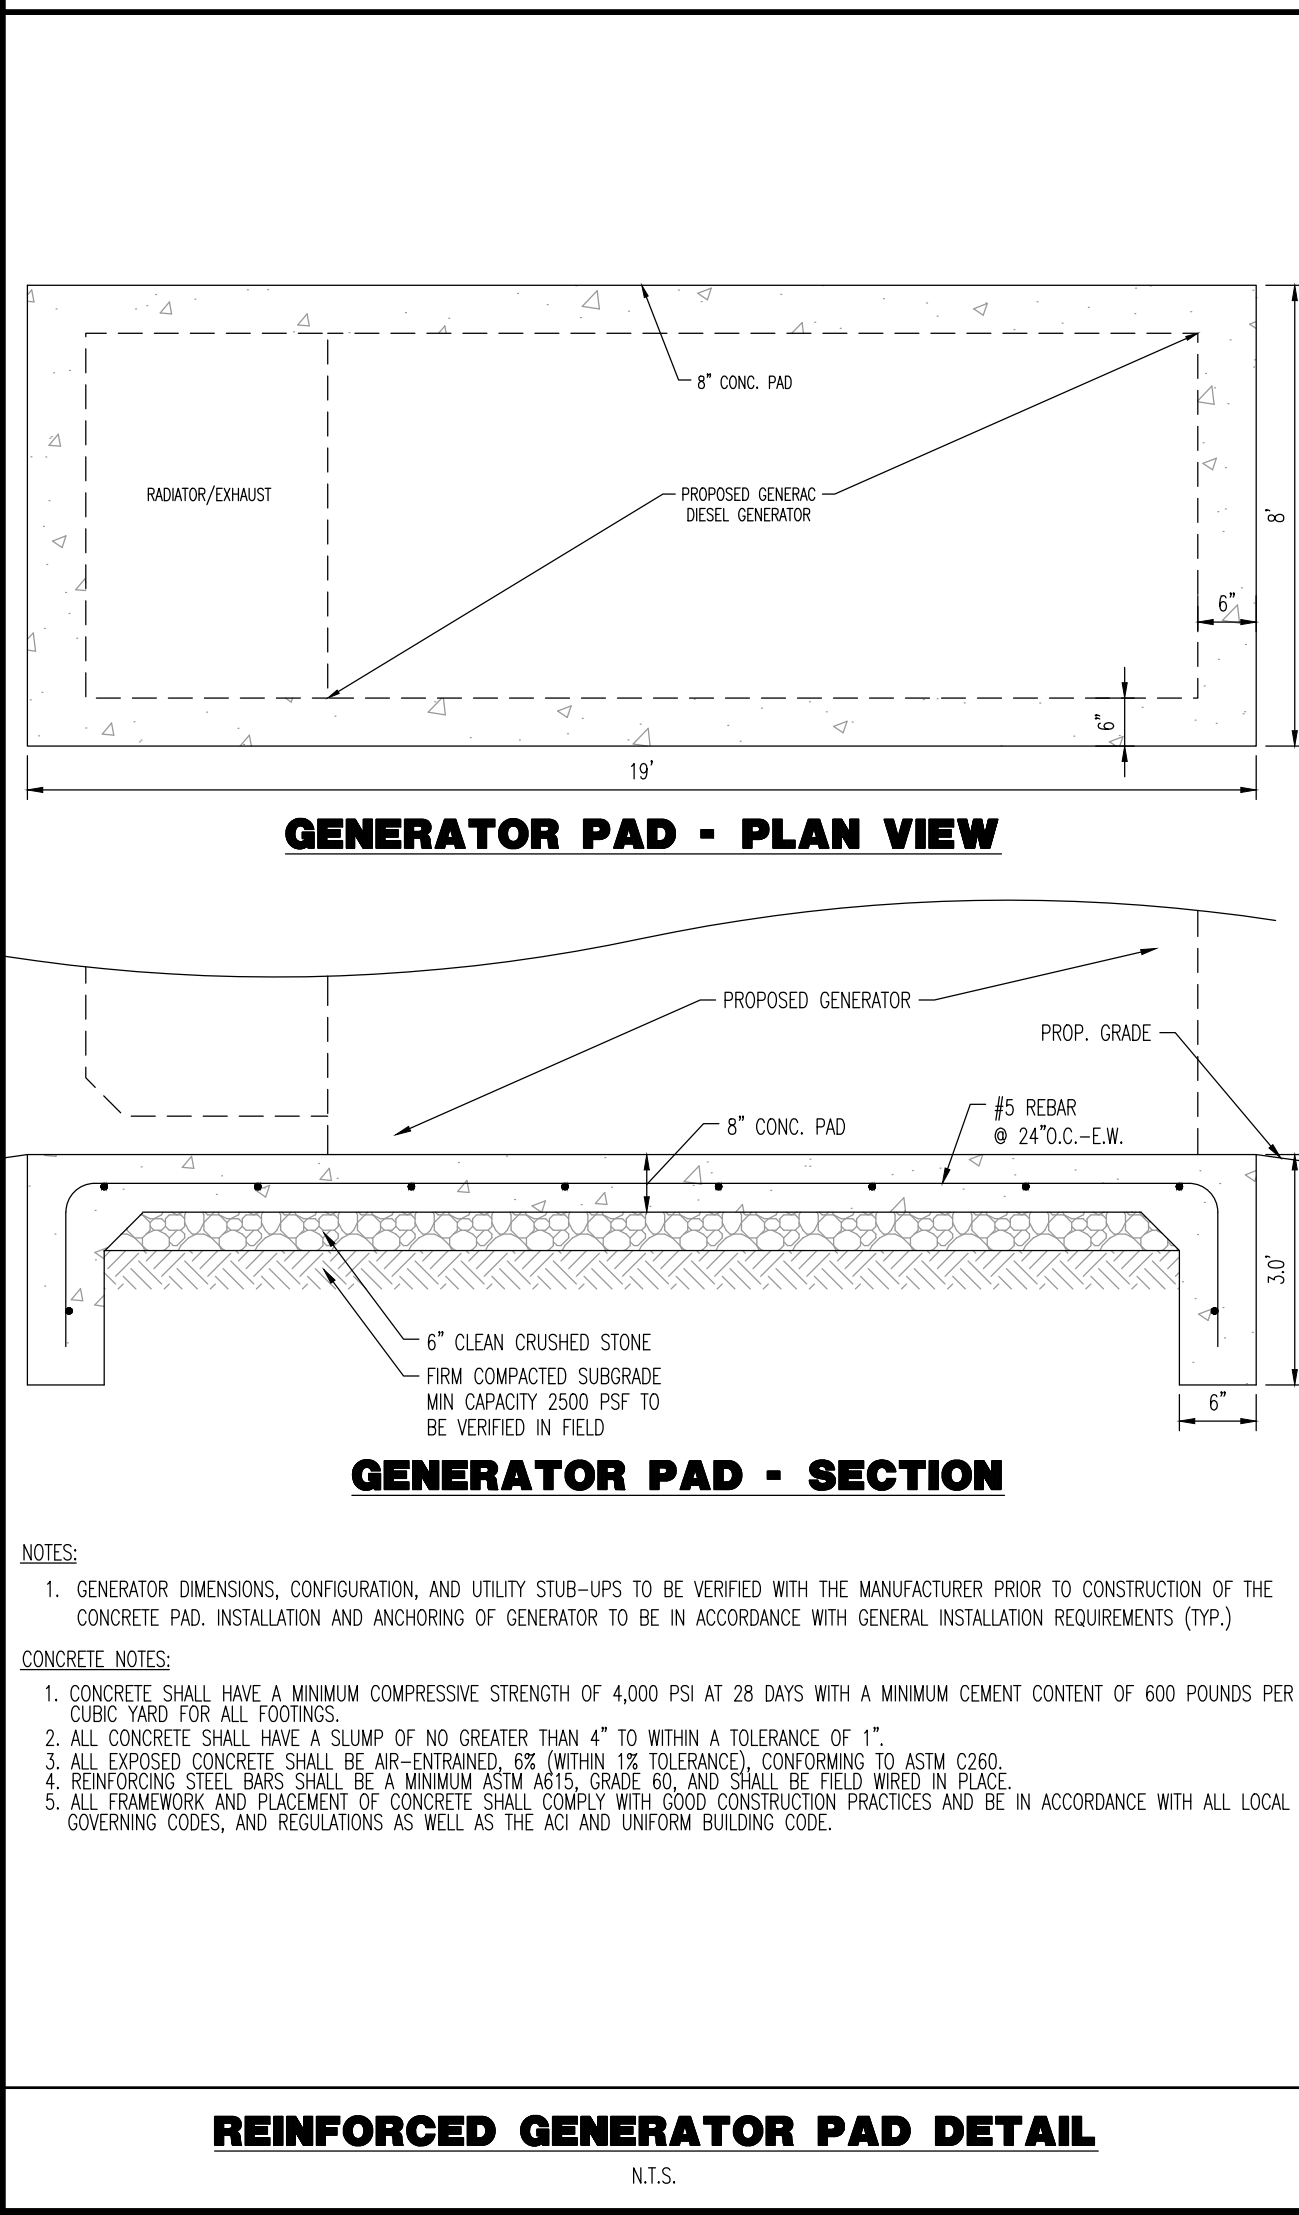 8” CONC. PAD
RADIATOR/EXHAUST
PROPOSED GENERAC
DIESEL GENERATOR
8'
6”
6”
19'
GENERATOR PAD - PLAN VIEW
PROPOSED GENERATOR
PROP. GRADE
#5 REBAR
@ 24”O.C.-E.W.
8” CONC. PAD
3.0'
6” CLEAN CRUSHED STONE
FIRM COMPACTED SUBGRADE
MIN CAPACITY 2500 PSF TO
BE VERIFIED IN FIELD
6”
GENERATOR PAD - SECTION
NOTES:
1. GENERATOR DIMENSIONS, CONFIGURATION, AND UTILITY STUB-UPS TO BE VERIFIED WITH THE MANUFACTURER PRIOR TO CONSTRUCTION OF THE
CONCRETE PAD. INSTALLATION AND ANCHORING OF GENERATOR TO BE IN ACCORDANCE WITH GENERAL INSTALLATION REQUIREMENTS (TYP.)
CONCRETE NOTES:
1. CONCRETE SHALL HAVE A MINIMUM COMPRESSIVE STRENGTH OF 4,000 PSI AT 28 DAYS WITH A MINIMUM CEMENT CONTENT OF 600 POUNDS PER
CUBIC YARD FOR ALL FOOTINGS.
2. ALL CONCRETE SHALL HAVE A SLUMP OF NO GREATER THAN 4” TO WITHIN A TOLERANCE OF 1”.
3. ALL EXPOSED CONCRETE SHALL BE AIR-ENTRAINED, 6% (WITHIN 1% TOLERANCE), CONFORMING TO ASTM C260.
4. REINFORCING STEEL BARS SHALL BE A MINIMUM ASTM A615, GRADE 60, AND SHALL BE FIELD WIRED IN PLACE.
5. ALL FRAMEWORK AND PLACEMENT OF CONCRETE SHALL COMPLY WITH GOOD CONSTRUCTION PRACTICES AND BE IN ACCORDANCE WITH ALL LOCAL
GOVERNING CODES, AND REGULATIONS AS WELL AS THE ACI AND UNIFORM BUILDING CODE.
REINFORCED GENERATOR PAD DETAIL
N.T.S.